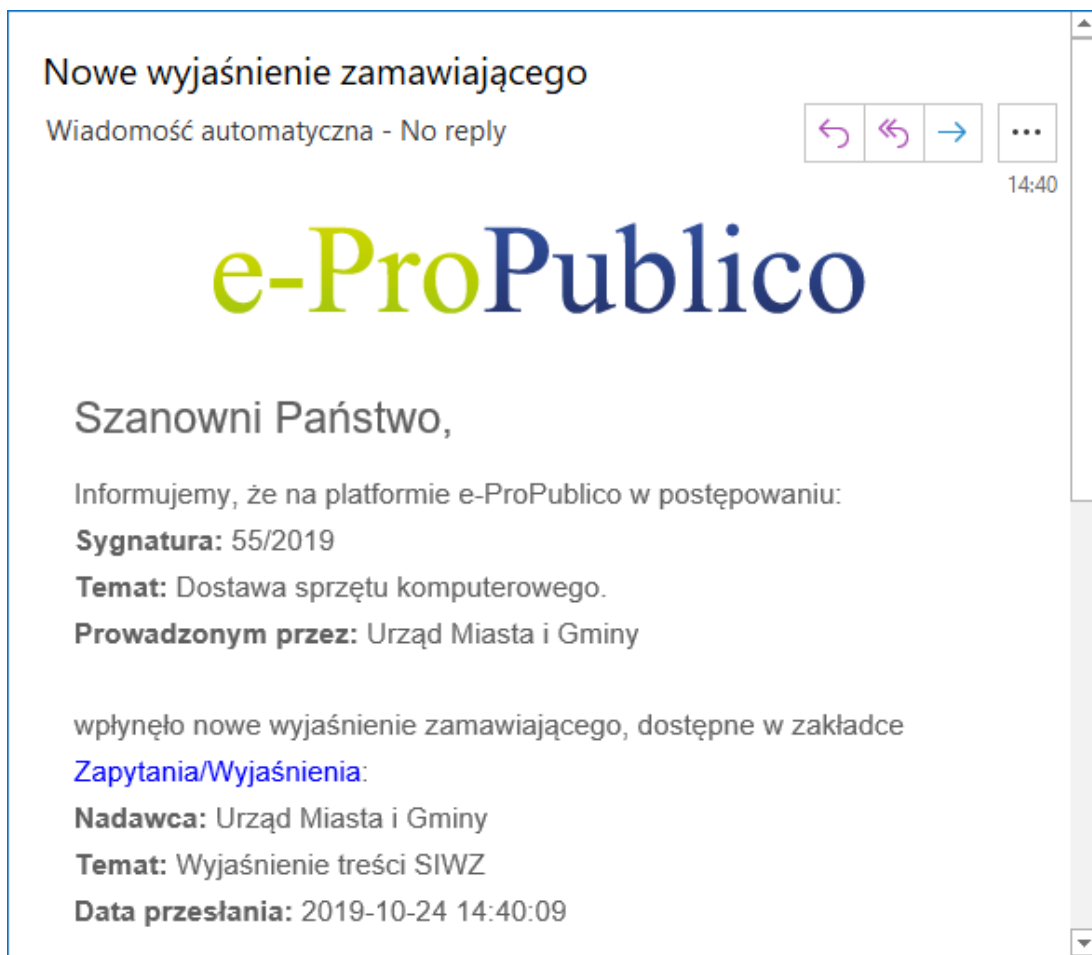 Nowe wyjaśnienie zamawiającego
Wiadomość automatyczna - No reply
14:40
e-ProPublico
Szanowni Państwo,
Informujemy, że na platformie e-ProPublico w postępowaniu:
Sygnatura: 55/2019
Temat: Dostawa sprzętu komputerowego.
Prowadzonym przez: Urząd Miasta i Gminy
wpłynęło nowe wyjaśnienie zamawiającego, dostępne w zakładce
Zapytania/Wyjaśnienia:
Nadawca: Urząd Miasta i Gminy
Temat: Wyjaśnienie treści SIWZ
Data przesłania: 2019-10-24 14:40:09